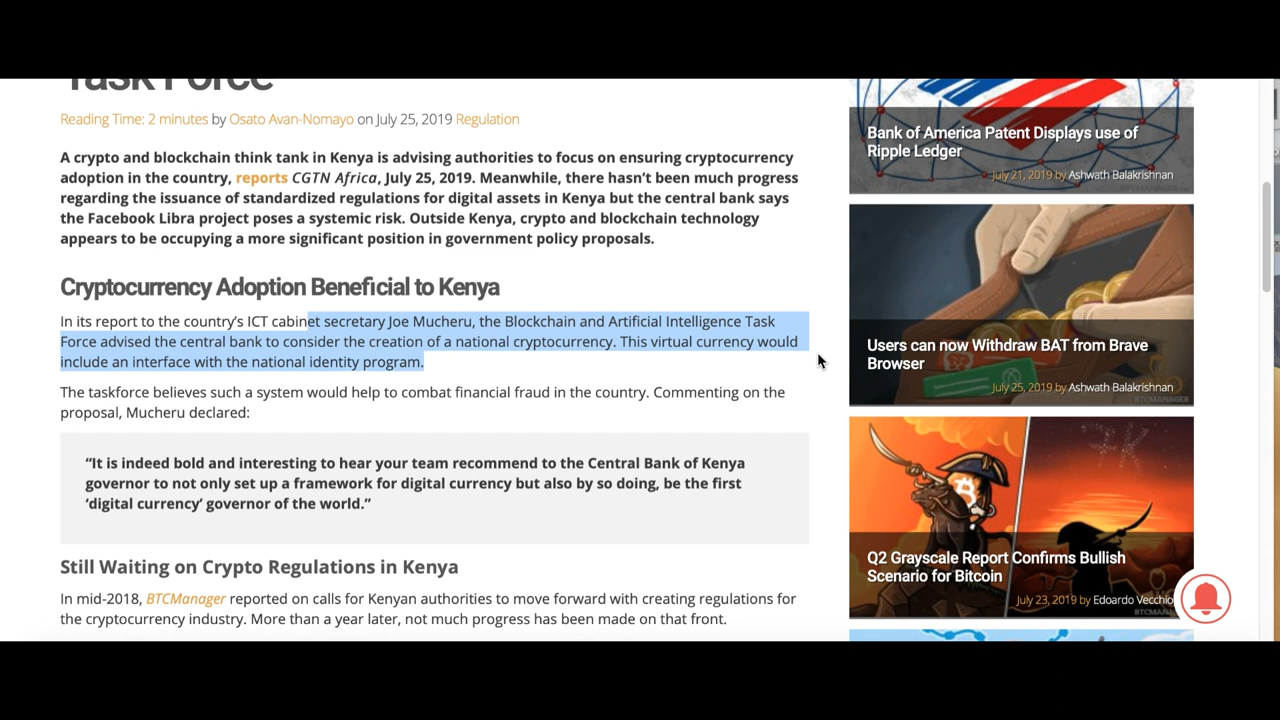 Task Force
Reading Time: 2 minutes by Osato Avan-Nomayo on July 25, 2019 Regulation
A crypto and blockchain think tank in Kenya is advising authorities to focus on ensuring cryptocurrency
adoption in the country, reports CGTN Africa, July 25, 2019. Meanwhile, there hasn’t been much progress
regarding the issuance of standardized regulations for digital assets in Kenya but the central bank says
the Facebook Libra project poses a systemic risk. Outside Kenya, crypto and blockchain technology
appears to be occupying a more significant position in government policy proposals.
Cryptocurrency Adoption Beneficial to Kenya
In its report to the country’s ICT cabinet secretary Joe Mucheru, the Blockchain and Artificial Intelligence Task
Force advised the central bank to consider the creation of a national cryptocurrency. This virtual currency would
include an interface with the national identity program.
The taskforce believes such a system would help to combat financial fraud in the country. Commenting on the
proposal, Mucheru declared:
“It is indeed bold and interesting to hear your team recommend to the Central Bank of Kenya
governor to not only set up a framework for digital currency but also by so doing, be the first
‘digital currency’ governor of the world.”
Still Waiting on Crypto Regulations in Kenya
In mid-2018, BTCManager reported on calls for Kenyan authorities to move forward with creating regulations for
the cryptocurrency industry. More than a year later, not much progress has been made on that front.
Bank of America Patent Displays use of
Ripple Ledger
July 21, 2019 by Ashwath Balakrishnan
BTCMANAGER
Users can now Withdraw BAT from Brave
Browser
July 25, 2019 by Ashwath Balakrishnan
BTCMANAGER
Q2 Grayscale Report Confirms Bullish
Scenario for Bitcoin
July 23, 2019 by Edoardo Vecchio